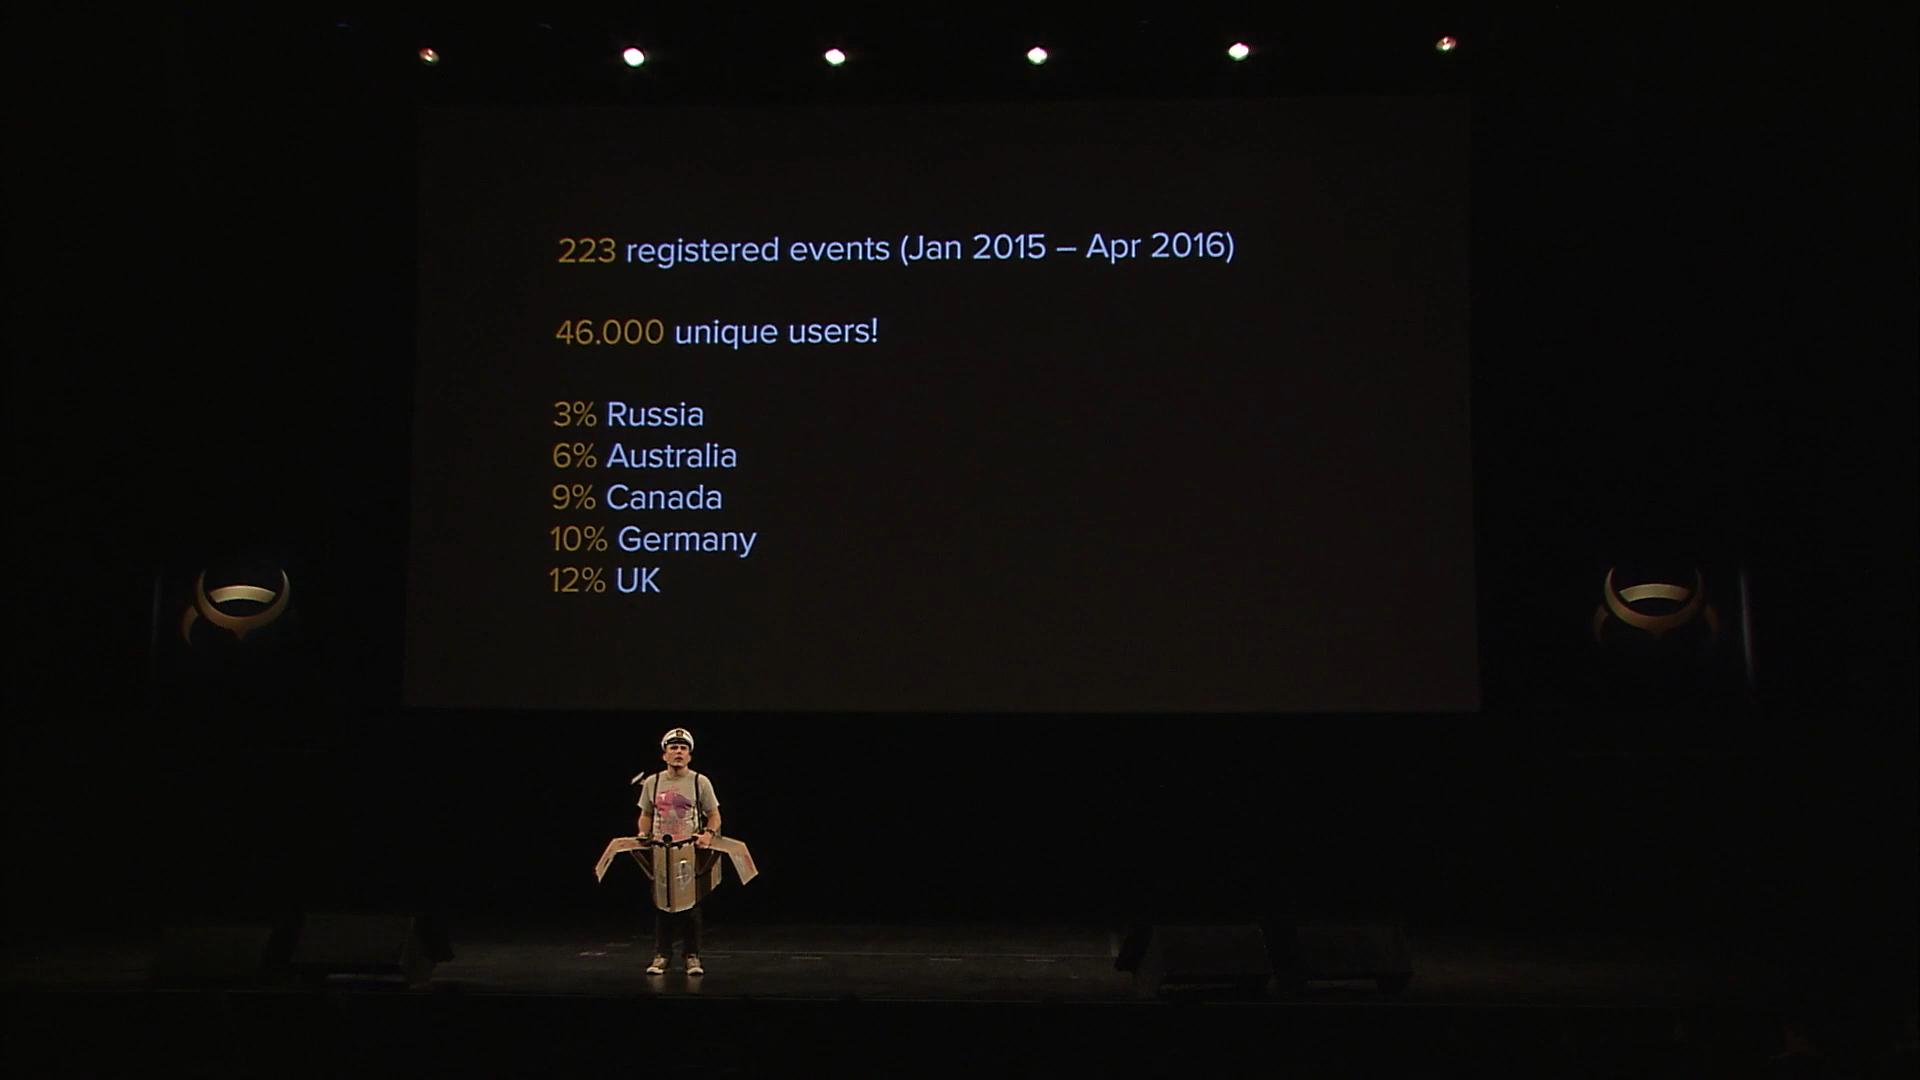 223 registered events (Jan 2015 – Apr 2016)
46.000 unique users!
3% Russia
6% Australia
9% Canada
10% Germany
12% UK